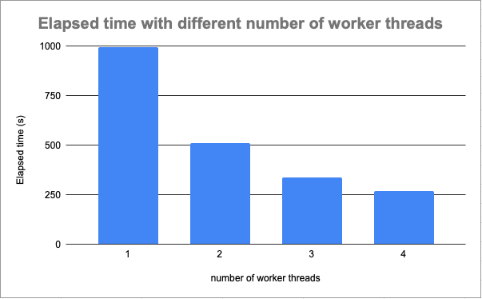 Elapsed time with different number of worker threads
Elapsed time (s)
1000
750
500
250
0
1 2 3 4
number of worker threads